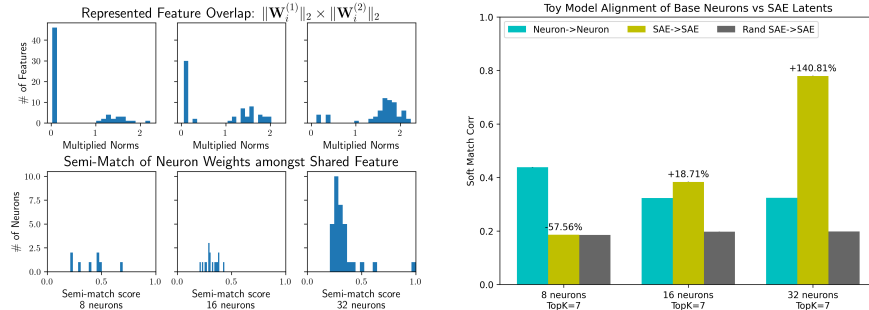 Represented Feature Overlap: ‖W_i^(1)‖_2 × ‖W_i^(2)‖_2
# of Features
40
30
20
10
0
0 1 2
0 1 2
0 1 2
Multiplied Norms
Multiplied Norms
Multiplied Norms
Semi-Match of Neuron Weights amongst Shared Feature
# of Neurons
10.0
7.5
5.0
2.5
0.0
0.0 0.5 1.0
0.0 0.5 1.0
0.0 0.5 1.0
Semi-match score
8 neurons
Semi-match score
16 neurons
Semi-match score
32 neurons
Toy Model Alignment of Base Neurons vs SAE Latents
Neuron->Neuron SAE->SAE Rand SAE->SAE
Soft Match Corr
1.0
0.8
0.6
0.4
0.2
0.0
-57.56%
+18.71%
+140.81%
8 neurons
TopK=7
16 neurons
TopK=7
32 neurons
TopK=7